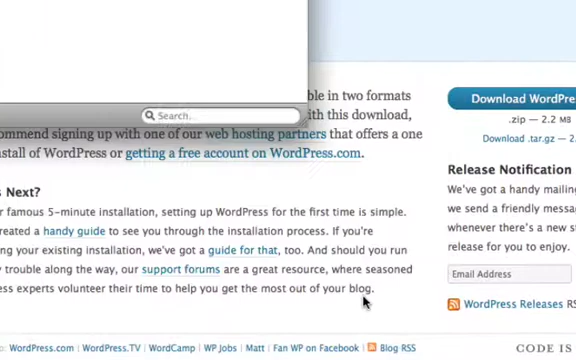 ble in two formats
Search...
with this download,
ommend signing up with one of our web hosting partners that offers a one
nstall of WordPress or getting a free account on WordPress.com.
s Next?
r famous 5-minute installation, setting up WordPress for the first time is simple.
reated a handy guide to see you through the installation process. If you're
ing your existing installation, we've got a guide for that, too. And should you run
y trouble along the way, our support forums are a great resource, where seasoned
ess experts volunteer their time to help you get the most out of your blog.
Download WordPres
.zip — 2.2 MB
Download .tar.gz — 2.2
Release Notification
We've got a handy mailing
we send a friendly messag
whenever there's a new s
release for you to enjoy.
Email Address
WordPress Releases RS
o: WordPress.com | WordPress.TV | WordCamp | WP Jobs | Matt | Fan WP on Facebook | Blog RSS
CODE IS